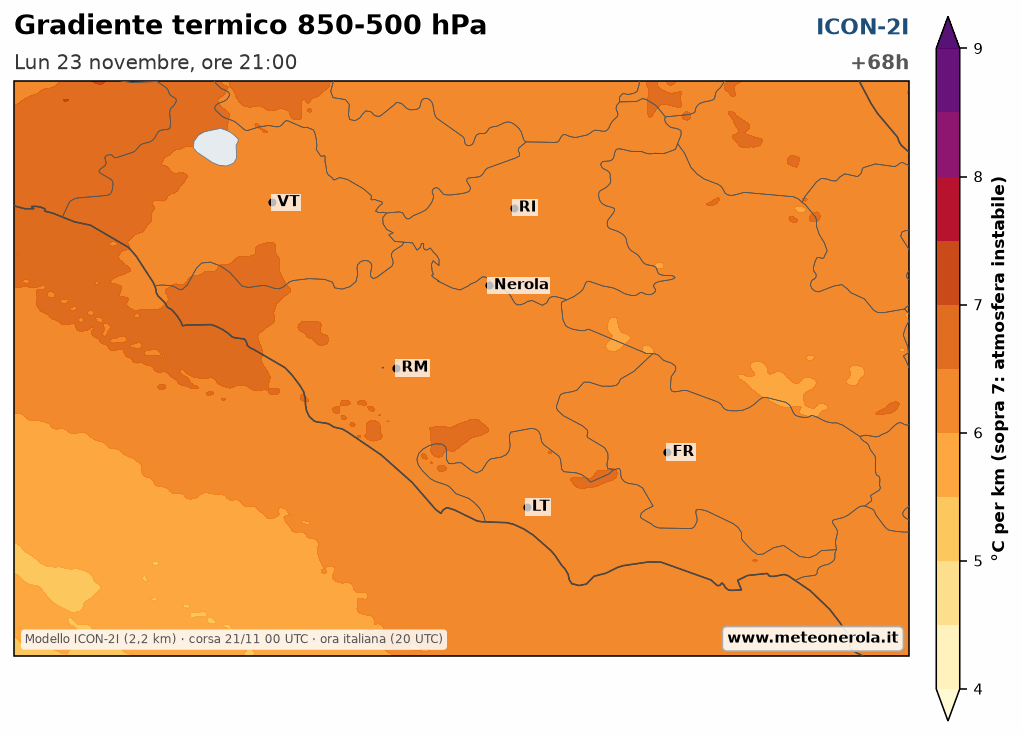 Gradiente termico 850-500 hPa
ICON-2I
Lun 23 novembre, ore 21:00
+68h
VT
RI
Nerola
RM
FR
LT
Modello ICON-2I (2,2 km) · corsa 21/11 00 UTC · ora italiana (20 UTC)
www.meteonerola.it
9
8
7
6
5
4
°C per km (sopra 7: atmosfera instabile)